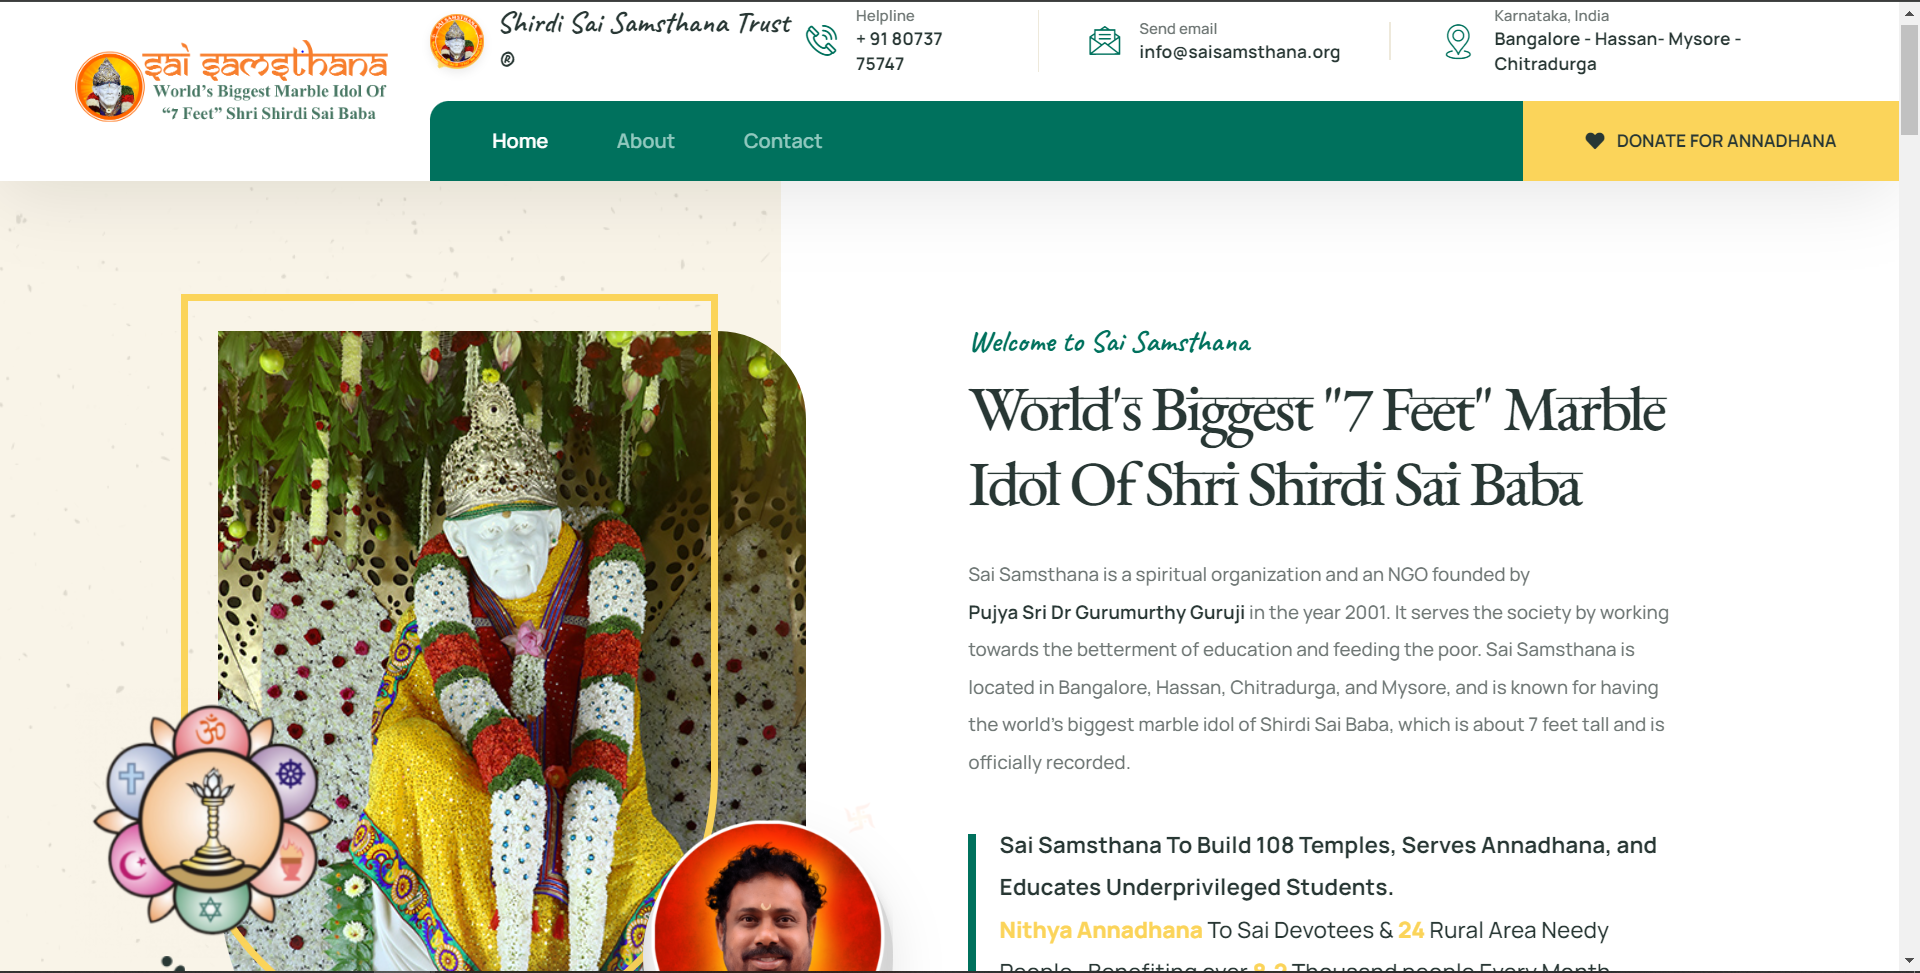 sai samsthana
World's Biggest Marble Idol Of
“7 Feet” Shri Shirdi Sai Baba
Shirdi Sai Samsthana Trust
®
Helpline
+ 91 80737
75747
Send email
info@saisamsthana.org
Karnataka, India
Bangalore - Hassan- Mysore -
Chitradurga
Home
About
Contact
DONATE FOR ANNADHANA
Welcome to Sai Samsthana
World's Biggest "7 Feet" Marble
Idol Of Shri Shirdi Sai Baba
Sai Samsthana is a spiritual organization and an NGO founded by
Pujya Sri Dr Gurumurthy Guruji in the year 2001. It serves the society by working
towards the betterment of education and feeding the poor. Sai Samsthana is
located in Bangalore, Hassan, Chitradurga, and Mysore, and is known for having
the world's biggest marble idol of Shirdi Sai Baba, which is about 7 feet tall and is
officially recorded.
Sai Samsthana To Build 108 Temples, Serves Annadhana, and
Educates Underprivileged Students.
Nithya Annadhana To Sai Devotees & 24 Rural Area Needy
ॐ